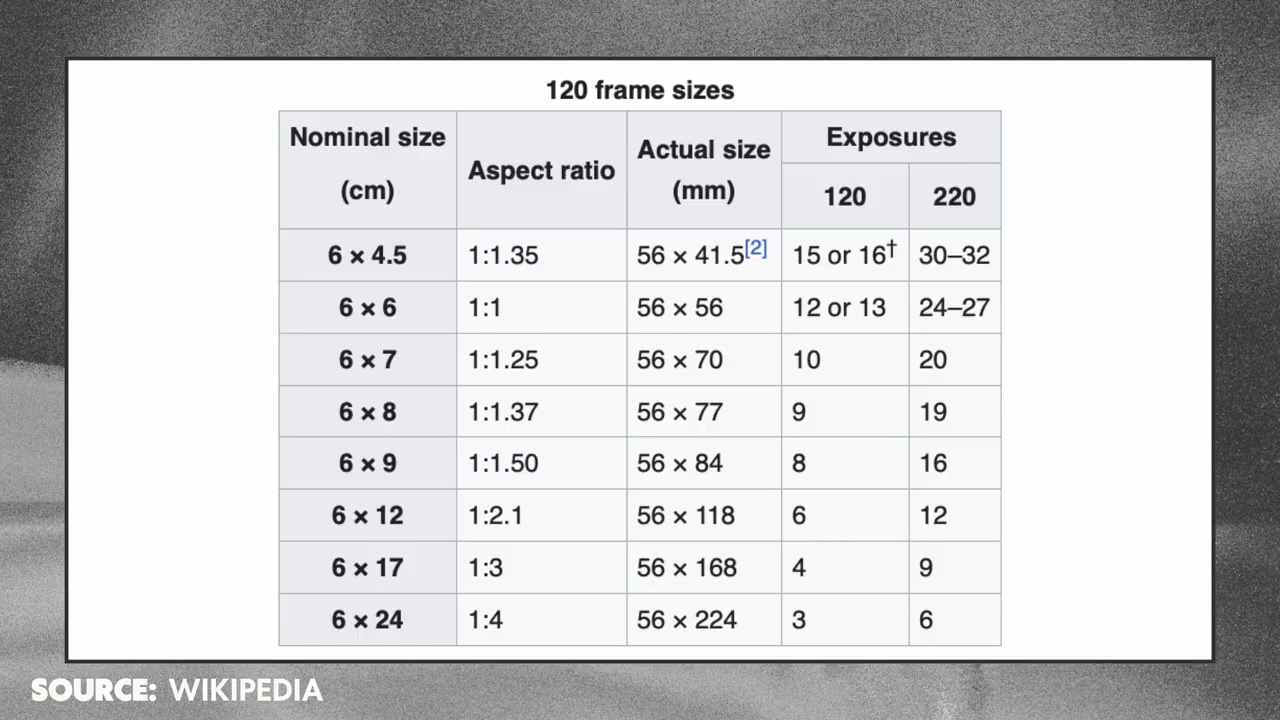 120 frame sizes
Nominal size (cm) Aspect ratio Actual size (mm) Exposures
120 220
6 × 4.5 1:1.35 56 × 41.5[2] 15 or 16† 30–32
6 × 6 1:1 56 × 56 12 or 13 24–27
6 × 7 1:1.25 56 × 70 10 20
6 × 8 1:1.37 56 × 77 9 19
6 × 9 1:1.50 56 × 84 8 16
6 × 12 1:2.1 56 × 118 6 12
6 × 17 1:3 56 × 168 4 9
6 × 24 1:4 56 × 224 3 6
SOURCE: WIKIPEDIA